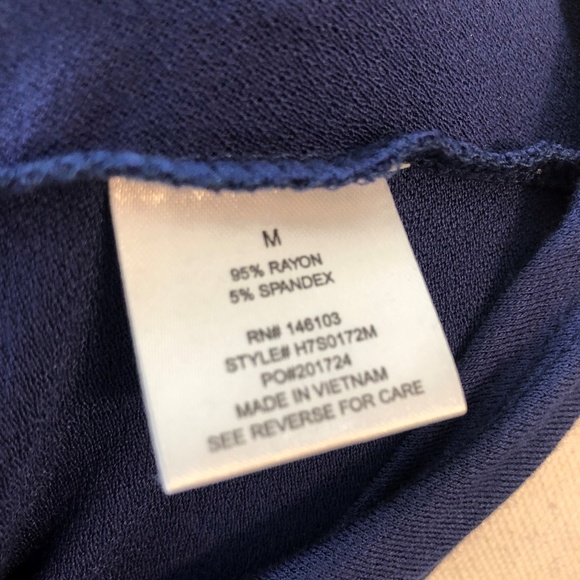 M
95% RAYON
5% SPANDEX
RN# 146103
STYLE# H7S0172M
PO#201724
MADE IN VIETNAM
SEE REVERSE FOR CARE